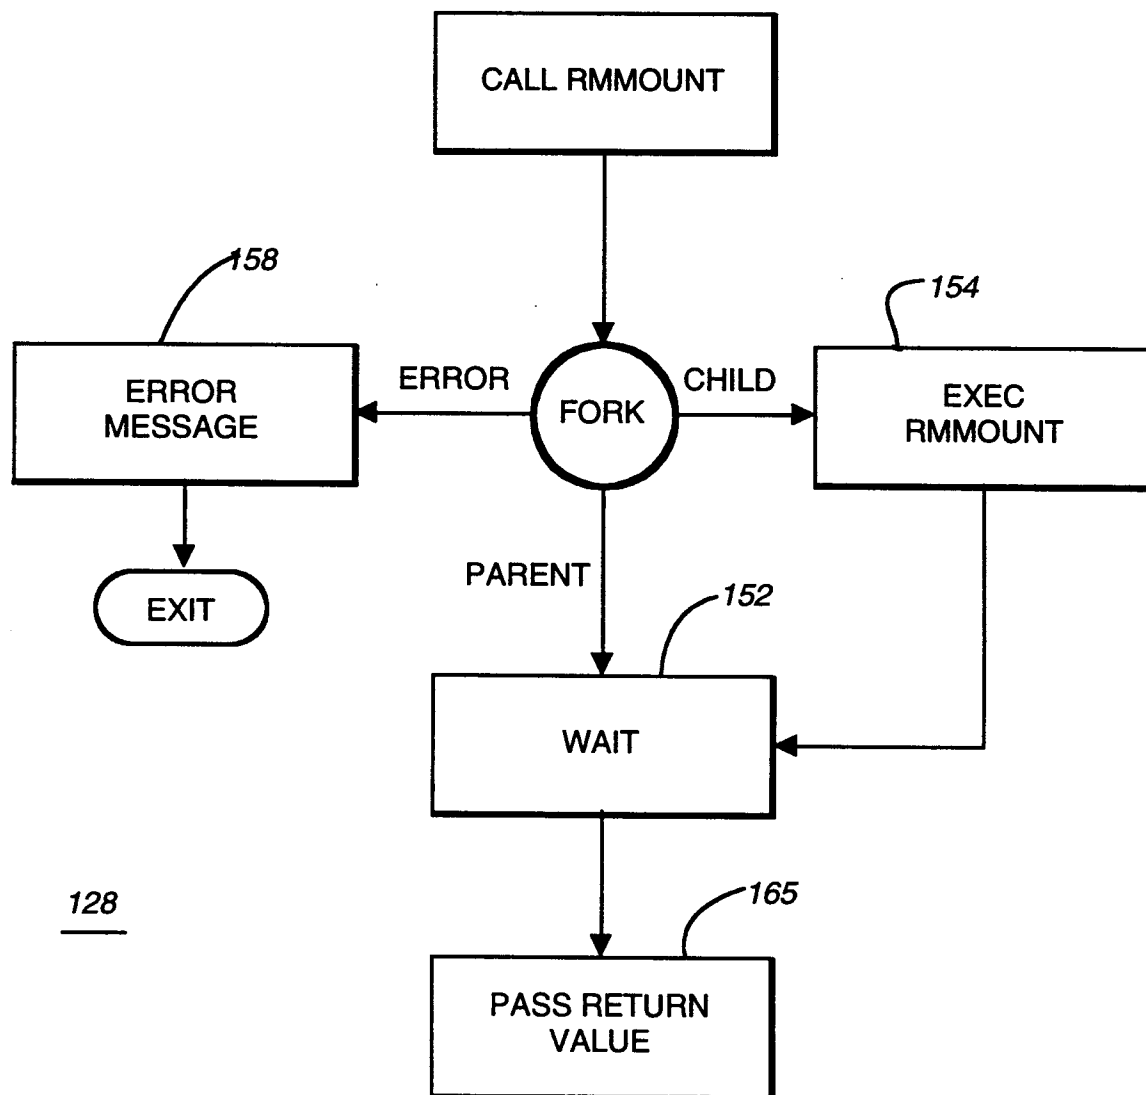 CALL RMMOUNT
158
154
ERROR
MESSAGE
ERROR
FORK
CHILD
EXEC
RMMOUNT
EXIT
PARENT
152
WAIT
128
165
PASS RETURN
VALUE